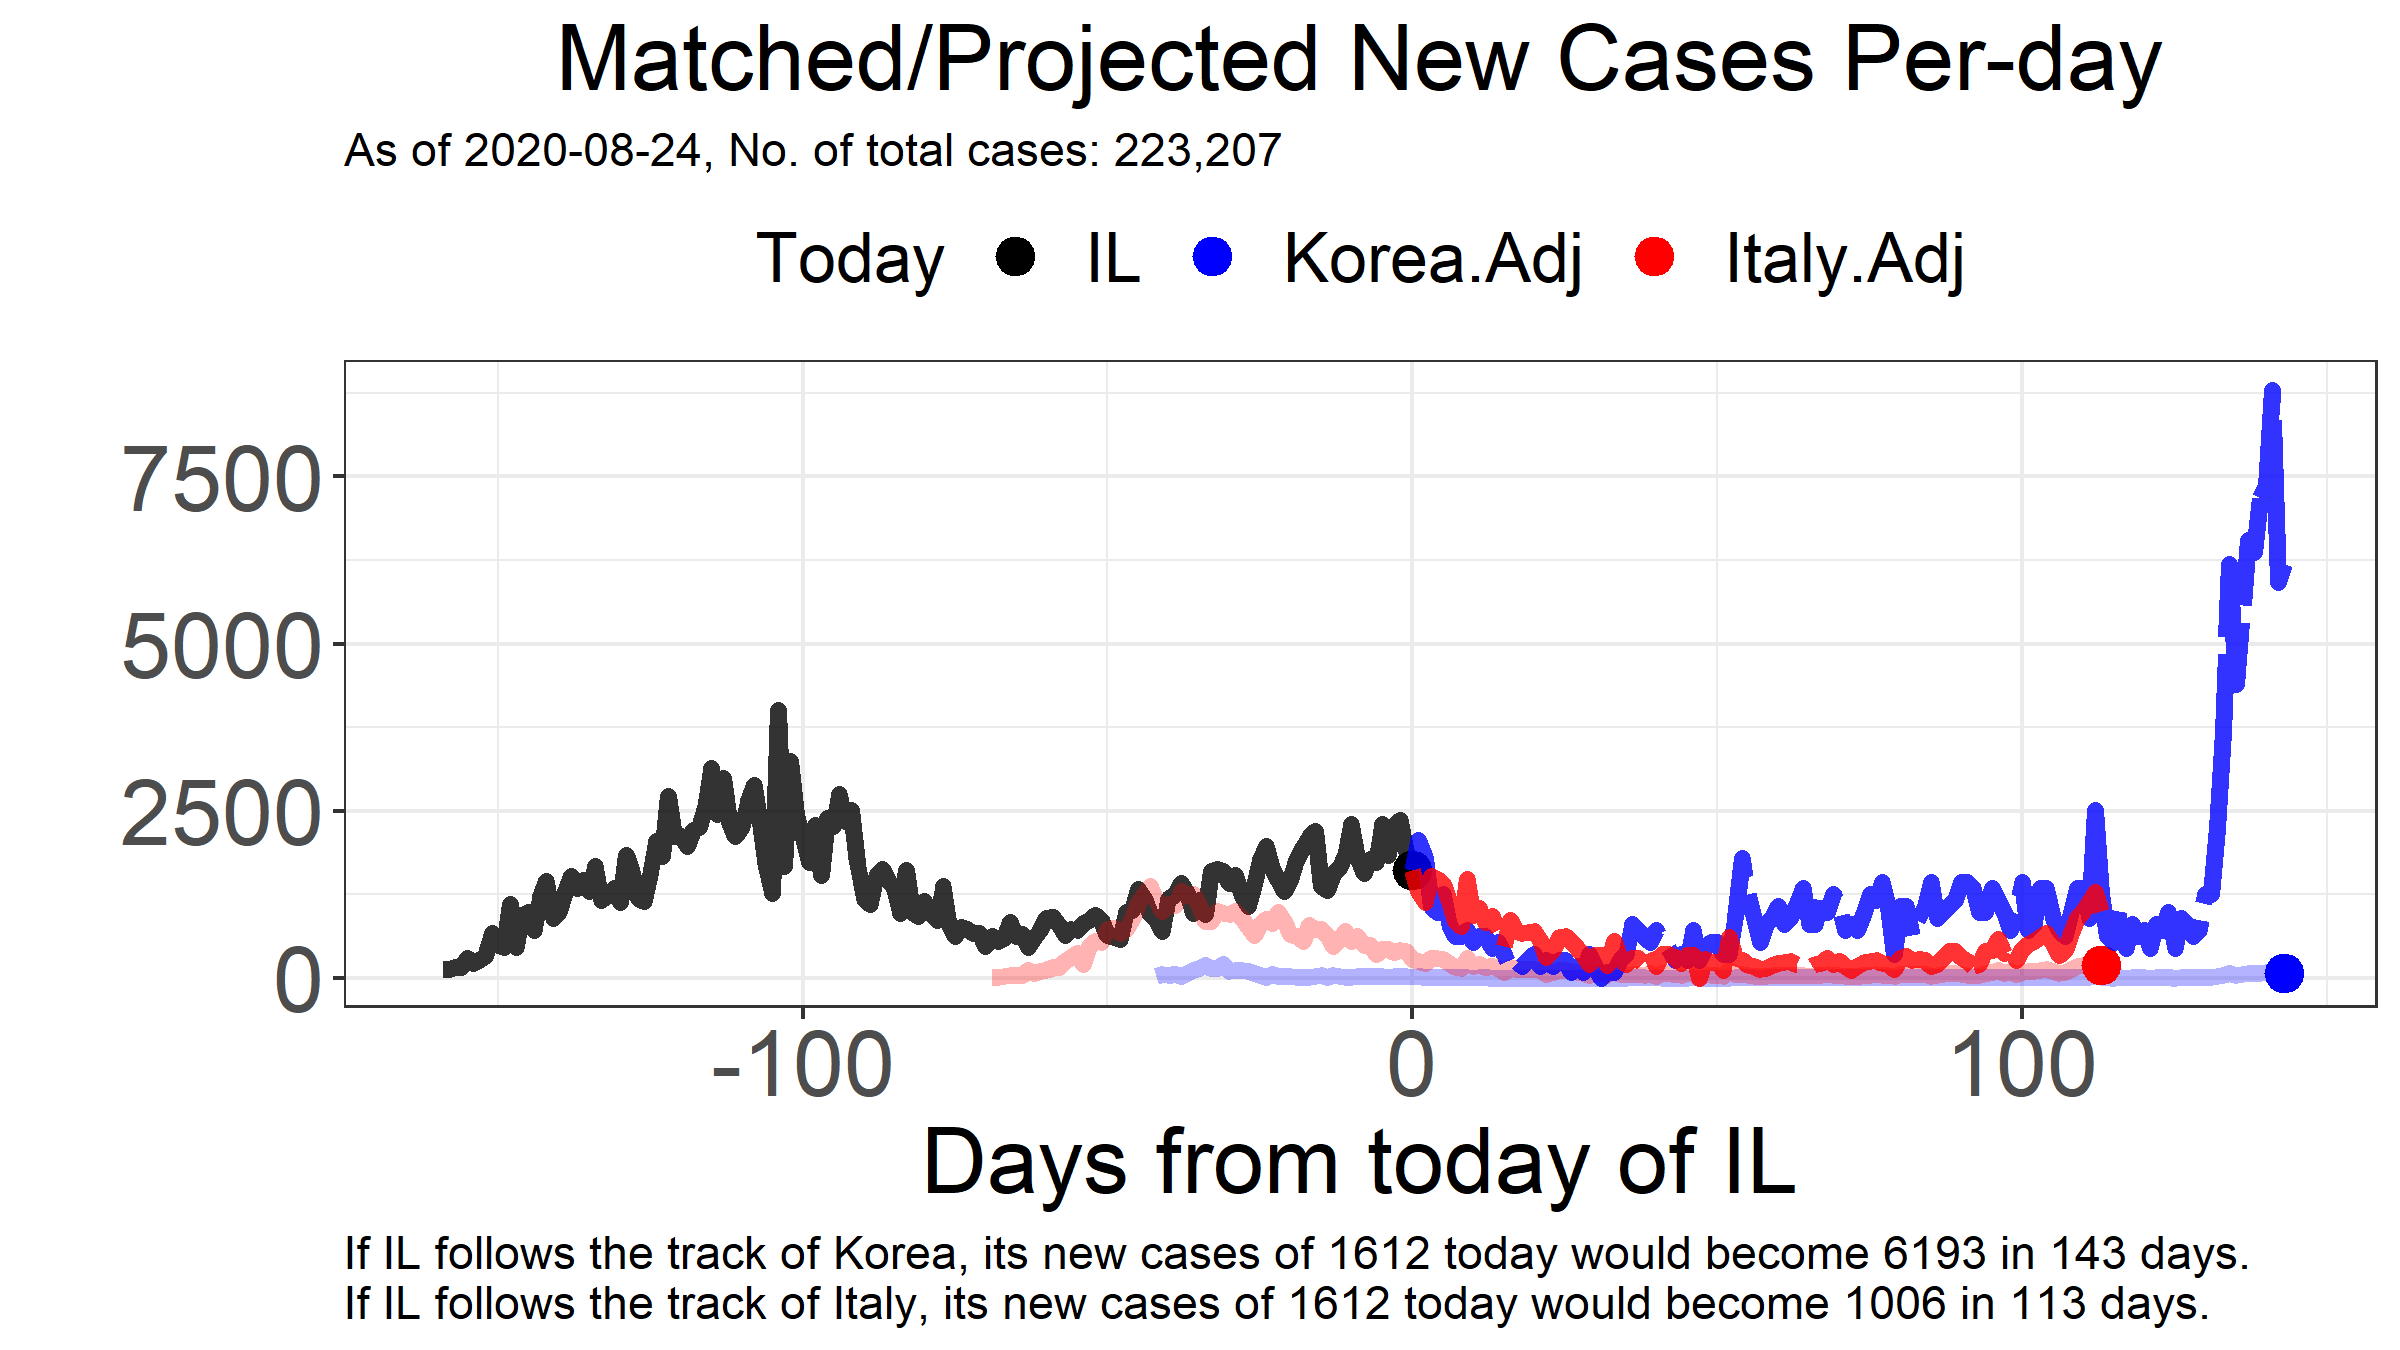 Matched/Projected New Cases Per-day
As of 2020-08-24, No. of total cases: 223,207
Today IL Korea.Adj Italy.Adj
7500
5000
2500
0
-100 0 100
Days from today of IL
If IL follows the track of Korea, its new cases of 1612 today would become 6193 in 143 days.
If IL follows the track of Italy, its new cases of 1612 today would become 1006 in 113 days.